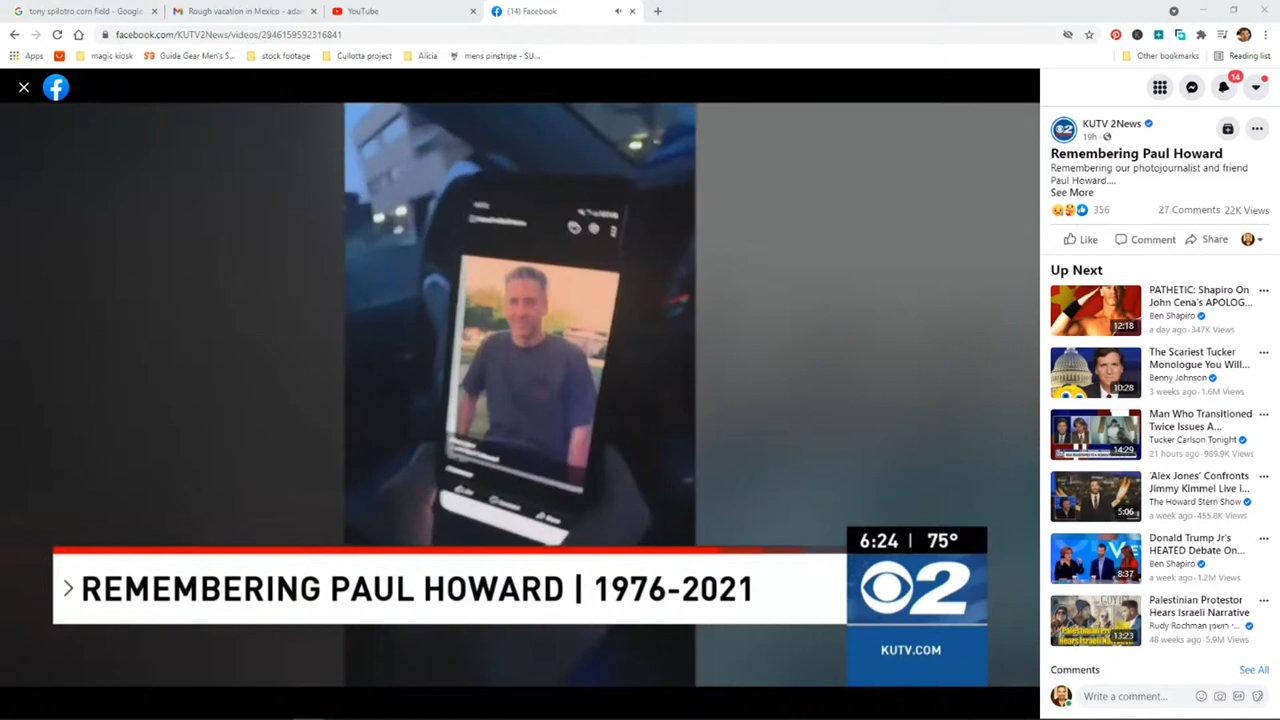 tony spilotro corn field - Google
Rough vacation in Mexico - adam
YouTube
(14) Facebook
facebook.com/KUTV2News/videos/2946159592316841
Apps
magic kiosk
Guide Gear Men's S...
stock footage
Cullotta project
Alicia
mens pinstripe - SU...
Other bookmarks
Reading list
14
KUTV 2News
19h
Remembering Paul Howard
Remembering our photojournalist and friend
Paul Howard....
See More
356
27 Comments 22K Views
Like
Comment
Share
Up Next
PATHETIC: Shapiro On
John Cena's APOLOG...
Ben Shapiro
a day ago · 347K Views
12:18
The Scariest Tucker
Monologue You Will...
Benny Johnson
3 weeks ago · 1.6M Views
10:28
Man Who Transitioned
Twice Issues A...
Tucker Carlson Tonight
21 hours ago · 989.9K Views
14:29
'Alex Jones' Confronts
Jimmy Kimmel Live i...
The Howard Stern Show
a week ago · 455.8K Views
5:06
Donald Trump Jr's
HEATED Debate On...
Ben Shapiro
a week ago · 1.2M Views
8:37
Palestinian Protestor
Hears Israeli Narrative
Rudy Rochman
48 weeks ago · 5.9M Views
13:23
Comments
See All
Write a comment...
6:24 | 75°
REMEMBERING PAUL HOWARD | 1976-2021
2
KUTV.COM